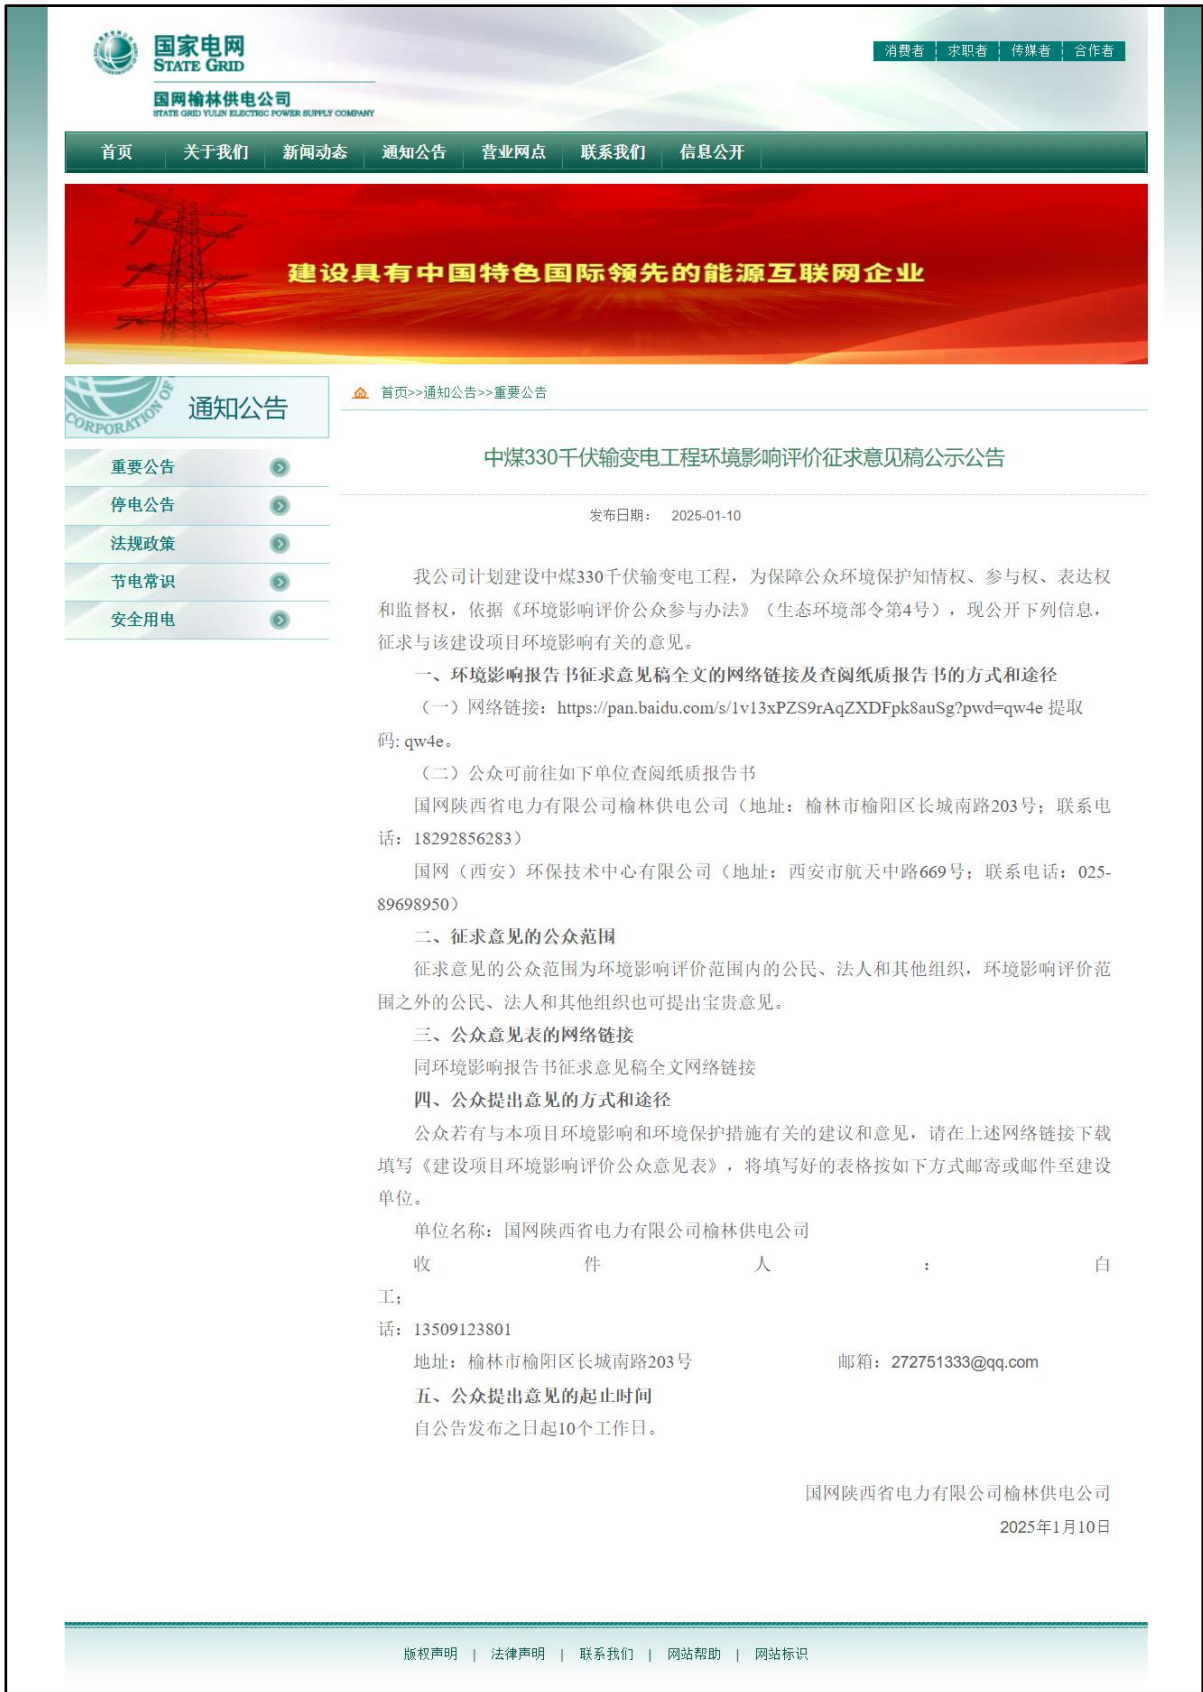 国家电网
STATE GRID
国网榆林供电公司
STATE GRID YULIN ELECTRIC POWER SUPPLY COMPANY
消费者 | 求职者 | 传媒者 | 合作者
首页 关于我们 新闻动态 通知公告 营业网点 联系我们 信息公开
建设具有中国特色国际领先的能源互联网企业
CORPORATION OF
通知公告
重要公告
停电公告
法规政策
节电常识
安全用电
首页>>通知公告>>重要公告
中煤330千伏输变电工程环境影响评价征求意见稿公示公告
发布日期： 2025-01-10
我公司计划建设中煤330千伏输变电工程，为保障公众环境保护知情权、参与权、表达权
和监督权，依据《环境影响评价公众参与办法》（生态环境部令第4号），现公开下列信息，
征求与该建设项目环境影响有关的意见。
一、环境影响报告书征求意见稿全文的网络链接及查阅纸质报告书的方式和途径
（一）网络链接：https://pan.baidu.com/s/1v13xPZS9rAqZXDFpk8auSg?pwd=qw4e 提取
码: qw4e。
（二）公众可前往如下单位查阅纸质报告书
国网陕西省电力有限公司榆林供电公司（地址：榆林市榆阳区长城南路203号；联系电
话：18292856283）
国网（西安）环保技术中心有限公司（地址：西安市航天中路669号；联系电话：025-
89698950）
二、征求意见的公众范围
征求意见的公众范围为环境影响评价范围内的公民、法人和其他组织，环境影响评价范
围之外的公民、法人和其他组织也可提出宝贵意见。
三、公众意见表的网络链接
同环境影响报告书征求意见稿全文网络链接
四、公众提出意见的方式和途径
公众若有与本项目环境影响和环境保护措施有关的建议和意见，请在上述网络链接下载
填写《建设项目环境影响评价公众意见表》，将填写好的表格按如下方式邮寄或邮件至建设
单位。
单位名称：国网陕西省电力有限公司榆林供电公司
收 件 人 ： 白
工；
话：13509123801
地址：榆林市榆阳区长城南路203号 邮箱：272751333@qq.com
五、公众提出意见的起止时间
自公告发布之日起10个工作日。
国网陕西省电力有限公司榆林供电公司
2025年1月10日
版权声明 | 法律声明 | 联系我们 | 网站帮助 | 网站标识